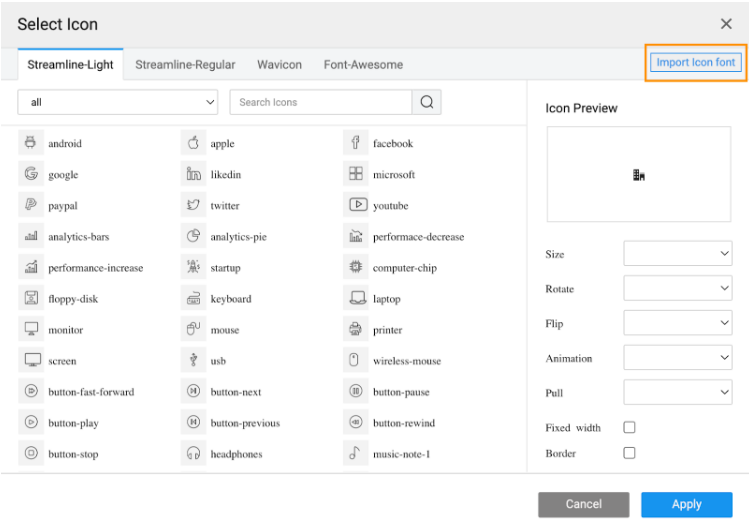 Select Icon
Streamline-Light Streamline-Regular Wavicon Font-Awesome Import Icon font
all Search Icons Icon Preview
android apple facebook
google likedin microsoft
paypal twitter youtube
analytics-bars analytics-pie performace-decrease
Size
performance-increase startup computer-chip
Rotate
floppy-disk keyboard laptop
Flip
monitor mouse printer
Animation
screen usb wireless-mouse
button-fast-forward button-next button-pause
Pull
button-play button-previous button-rewind
Fixed width
button-stop headphones music-note-1
Border
Cancel Apply